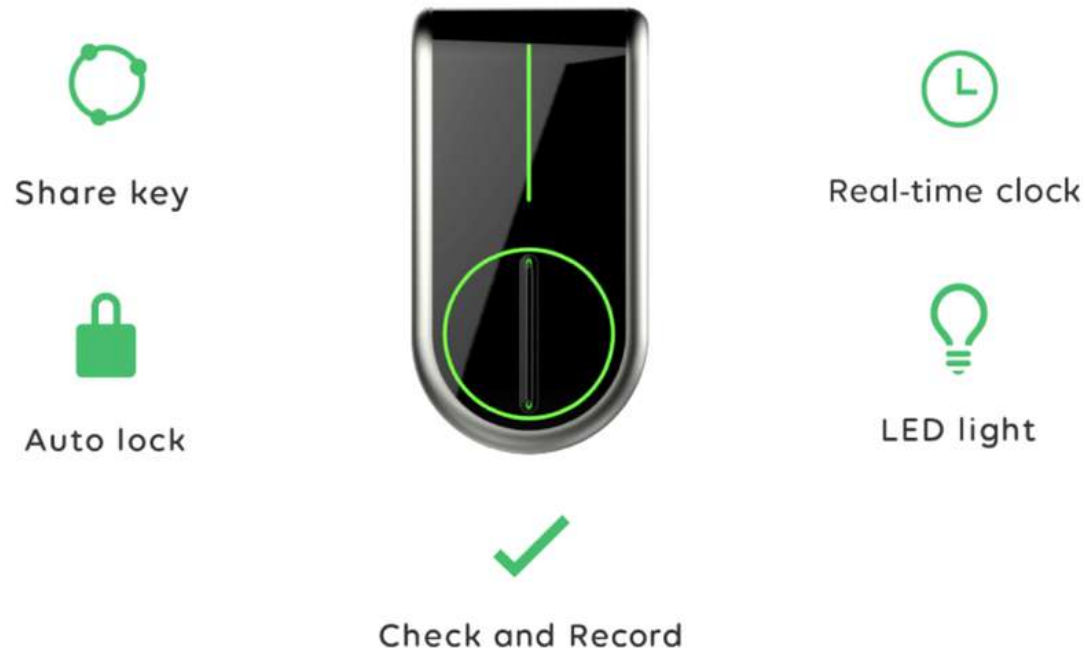 Share key
Real-time clock
Auto lock
LED light
Check and Record